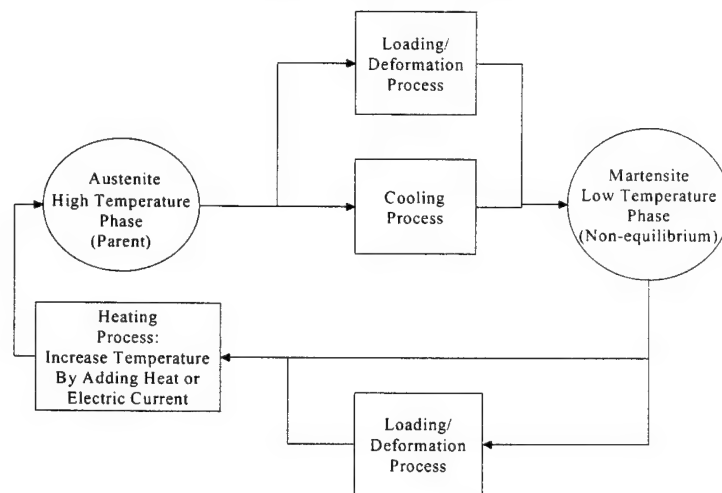 Loading/
Deformation
Process
Austenite
High Temperature
Phase
(Parent)
Cooling
Process
Martensite
Low Temperature
Phase
(Non-equilibrium)
Heating
Process:
Increase Temperature
By Adding Heat or
Electric Current
Loading/
Deformation
Process